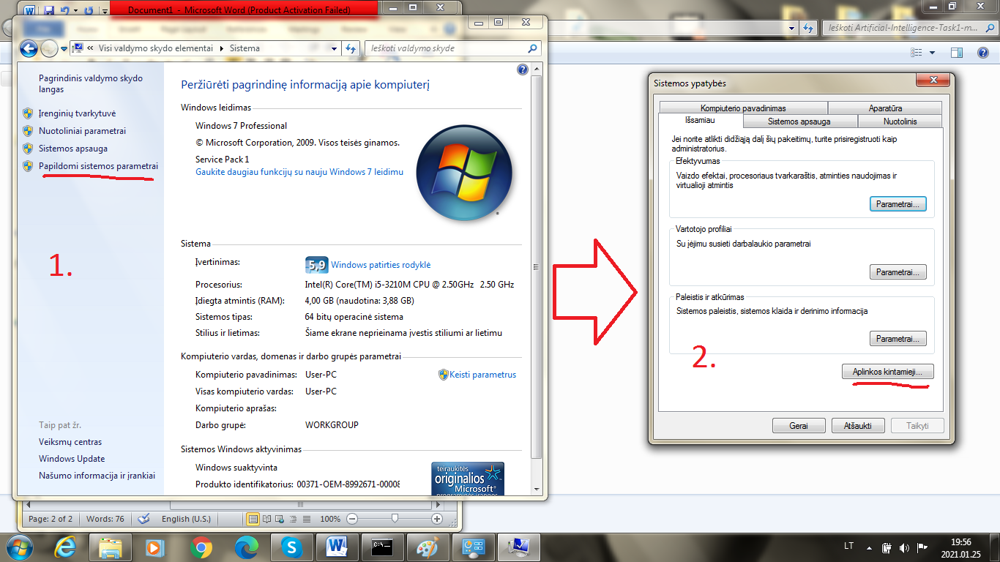 Document1 - Microsoft Word (Product Activation Failed)
Ieškoti Artificial-Intelligence-Task1-m...
Visi valdymo skydo elementai
Sistema
Ieškoti valdymo skyde
Pagrindinis valdymo skydo
langas
Įrenginių tvarkytuvė
Nuotoliniai parametrai
Sistemos apsauga
Papildomi sistemos parametrai
1.
Taip pat žr.
Veiksmų centras
Windows Update
Našumo informacija ir įrankiai
Peržiūrėti pagrindinę informaciją apie kompiuterį
Windows leidimas
Windows 7 Professional
© Microsoft Corporation, 2009. Visos teisės ginamos.
Service Pack 1
Gaukite daugiau funkcijų su nauju Windows 7 leidimu
Sistema
Įvertinimas:
5,9 Windows patirties rodyklė
Procesorius: Intel(R) Core(TM) i5-3210M CPU @ 2.50GHz 2.50 GHz
Įdiegta atmintis (RAM): 4,00 GB (naudotina: 3,88 GB)
Sistemos tipas: 64 bitų operacinė sistema
Stilius ir lietimas: Šiame ekrane neprieinama įvestis stiliumi ar lietimu
Kompiuterio vardas, domenas ir darbo grupės parametrai
Kompiuterio pavadinimas: User-PC
Keisti parametrus
Visas kompiuterio vardas: User-PC
Kompiuterio aprašas:
Darbo grupė: WORKGROUP
Sistemos Windows aktyvinimas
Windows suaktyvinta
Produkto identifikatorius: 00371-OEM-8992671-00008
teiraukitės
originalios
Microsoft
programinės įrangos
Sistemos ypatybės
Kompiuterio pavadinimas
Aparatūra
Išsamiau
Sistemos apsauga
Nuotolinis
Jei norite atlikti didžiąją dalį šių pakeitimų, turite prisiregistruoti kaip
administratorius.
Efektyvumas
Vaizdo efektai, procesoriaus tvarkaraštis, atminties naudojimas ir
virtualioji atmintis
Parametrai...
Vartotojo profiliai
Su įėjimu susieti darbalaukio parametrai
Parametrai...
Paleistis ir atkūrimas
Sistemos paleistis, sistemos klaida ir derinimo informacija
Parametrai...
2.
Aplinkos kintamieji...
Gerai
Atšaukti
Taikyti
Page: 2 of 2
Words: 76
English (U.S.)
100%
LT
19:56
2021.01.25